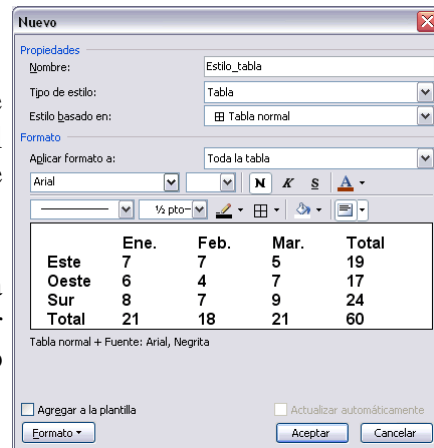 Nuevo
Propiedades
Nombre: Estilo_tabla
Tipo de estilo: Tabla
Estilo basado en: Tabla normal
Formato
Aplicar formato a: Toda la tabla
Arial N K S A
½ pto
Ene. Feb. Mar. Total
Este 7 7 5 19
Oeste 6 4 7 17
Sur 8 7 9 24
Total 21 18 21 60
Tabla normal + Fuente: Arial, Negrita
Agregar a la plantilla Actualizar automáticamente
Formato Aceptar Cancelar